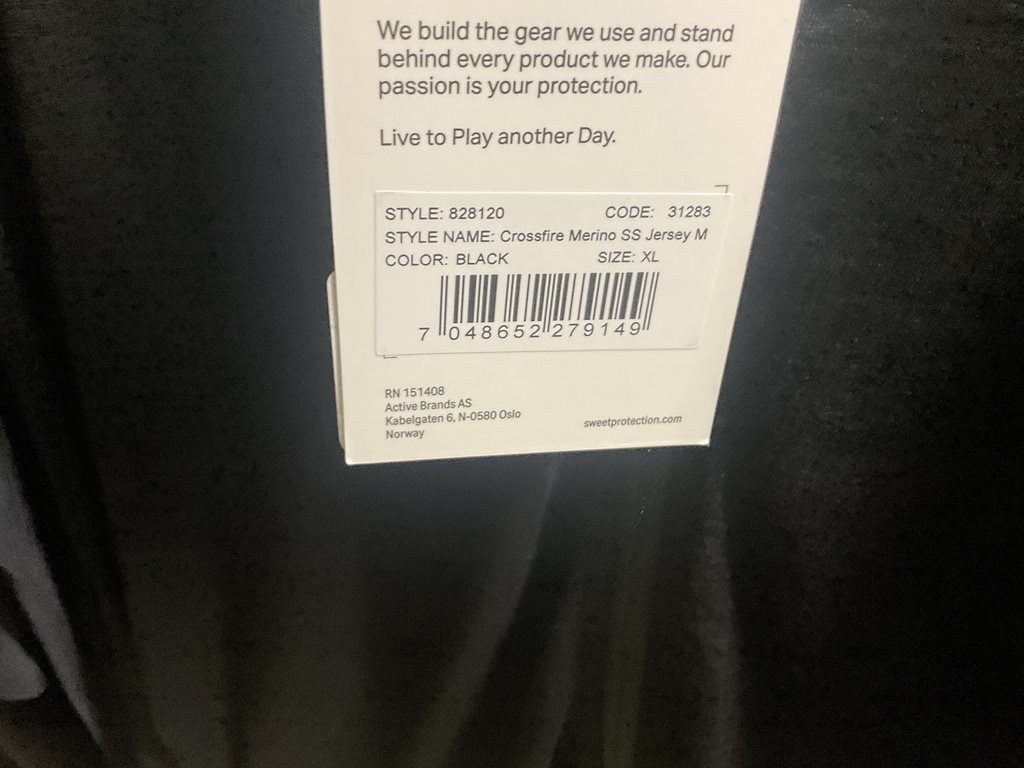 We build the gear we use and stand
behind every product we make. Our
passion is your protection.
Live to Play another Day.
STYLE: 828120 CODE: 31283
STYLE NAME: Crossfire Merino SS Jersey M
COLOR: BLACK SIZE: XL
7 048652 279149
RN 151408
Active Brands AS
Kabelgaten 6, N-0580 Oslo
Norway
sweetprotection.com